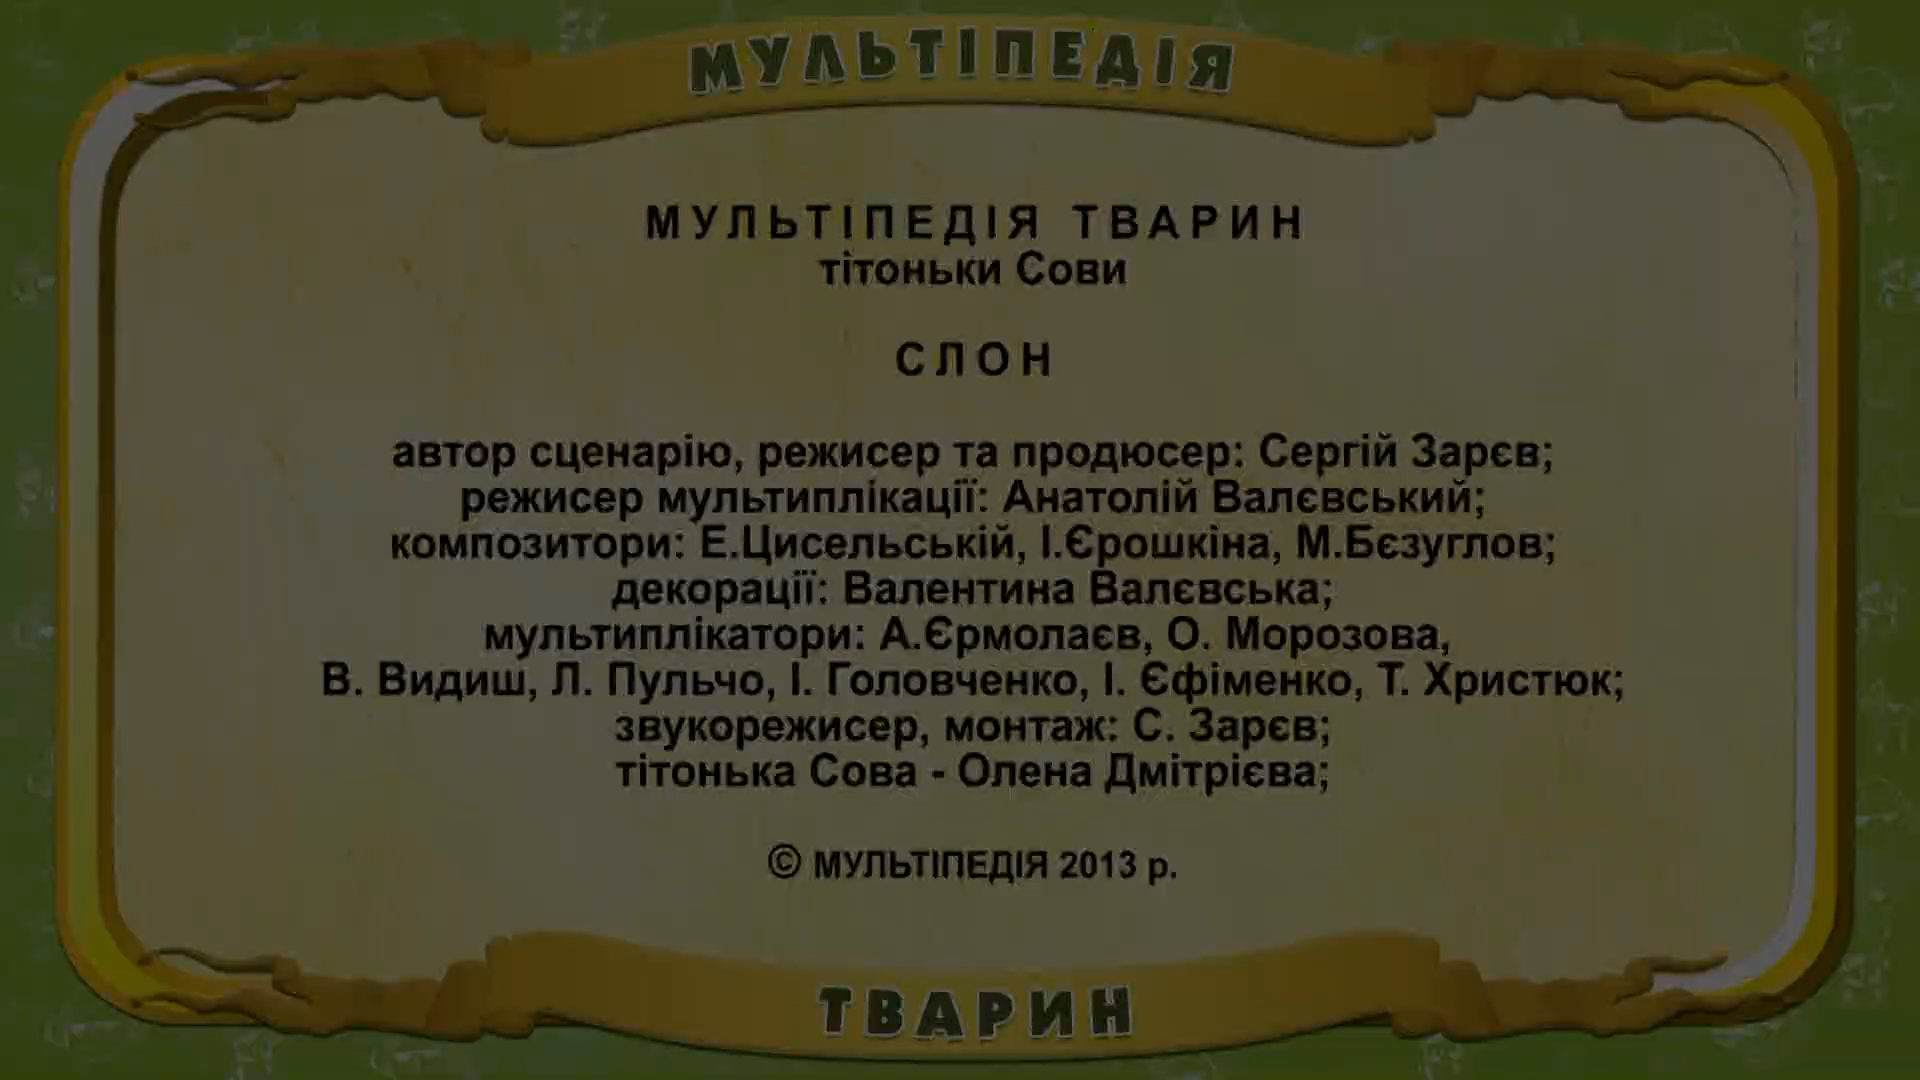 МУЛЬТІПЕДІЯ
МУЛЬТІПЕДІЯ ТВАРИН
тітоньки Сови
СЛОН
автор сценарію, режисер та продюсер: Сергій Зарєв;
режисер мультиплікації: Анатолій Валєвський;
композитори: Е.Цисельській, І.Єрошкіна, М.Бєзуглов;
декорації: Валентина Валєвська;
мультиплікатори: А.Єрмолаєв, О. Морозова,
В. Видиш, Л. Пульчо, І. Головченко, І. Єфіменко, Т. Христюк;
звукорежисер, монтаж: С. Зарєв;
тітонька Сова - Олена Дмітрієва;
© МУЛЬТІПЕДІЯ 2013 р.
ТВАРИН